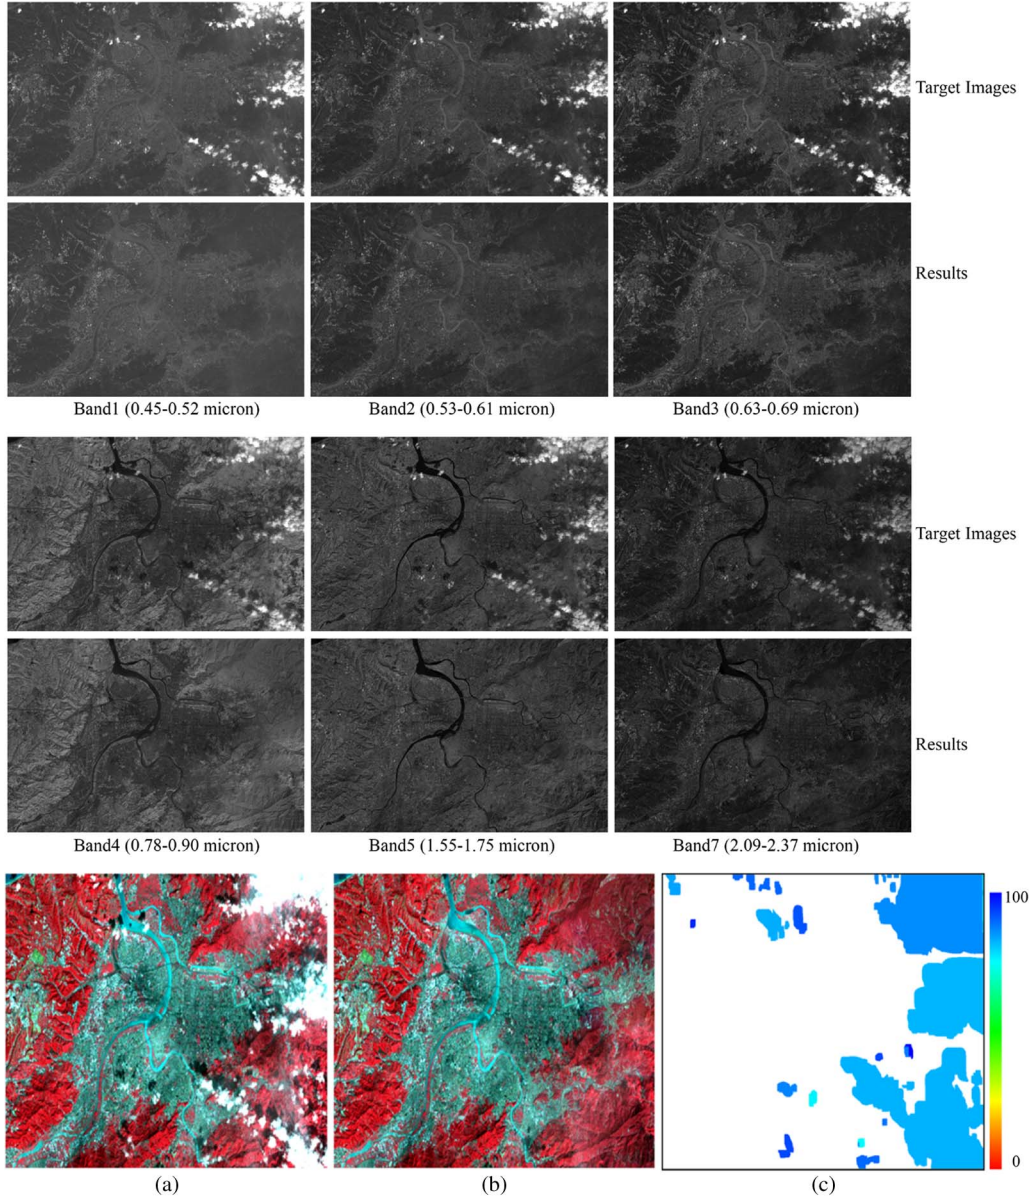 Target Images
Results
Band1 (0.45-0.52 micron)
Band2 (0.53-0.61 micron)
Band3 (0.63-0.69 micron)
Target Images
Results
Band4 (0.78-0.90 micron)
Band5 (1.55-1.75 micron)
Band7 (2.09-2.37 micron)
100
0
(a)
(b)
(c)